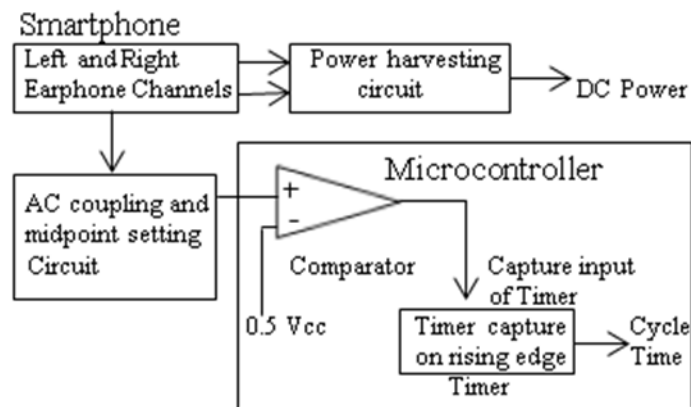 Smartphone
Left and Right
Earphone Channels
Power harvesting
circuit
DC Power
AC coupling and
midpoint setting
Circuit
Microcontroller
+
-
Comparator
0.5 Vcc
Capture input
of Timer
Timer capture
on rising edge
Timer
Cycle
Time